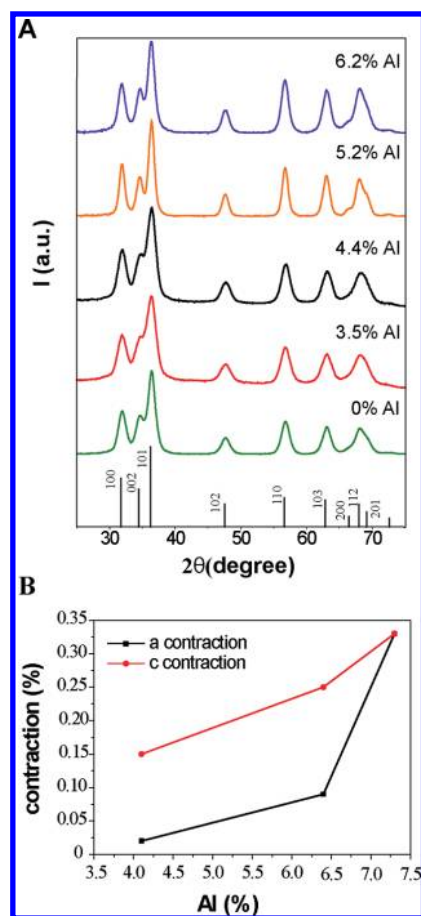 A
6.2% Al
5.2% Al
4.4% Al
3.5% Al
0% Al
I (a.u.)
100
002
101
102
110
103
200
112
201
30 40 50 60 70
2θ(degree)
B
0.35
0.30
0.25
0.20
0.15
0.10
0.05
0
a contraction
c contraction
contraction (%)
3.5 4.0 4.5 5.0 5.5 6.0 6.5 7.0 7.5
Al (%)